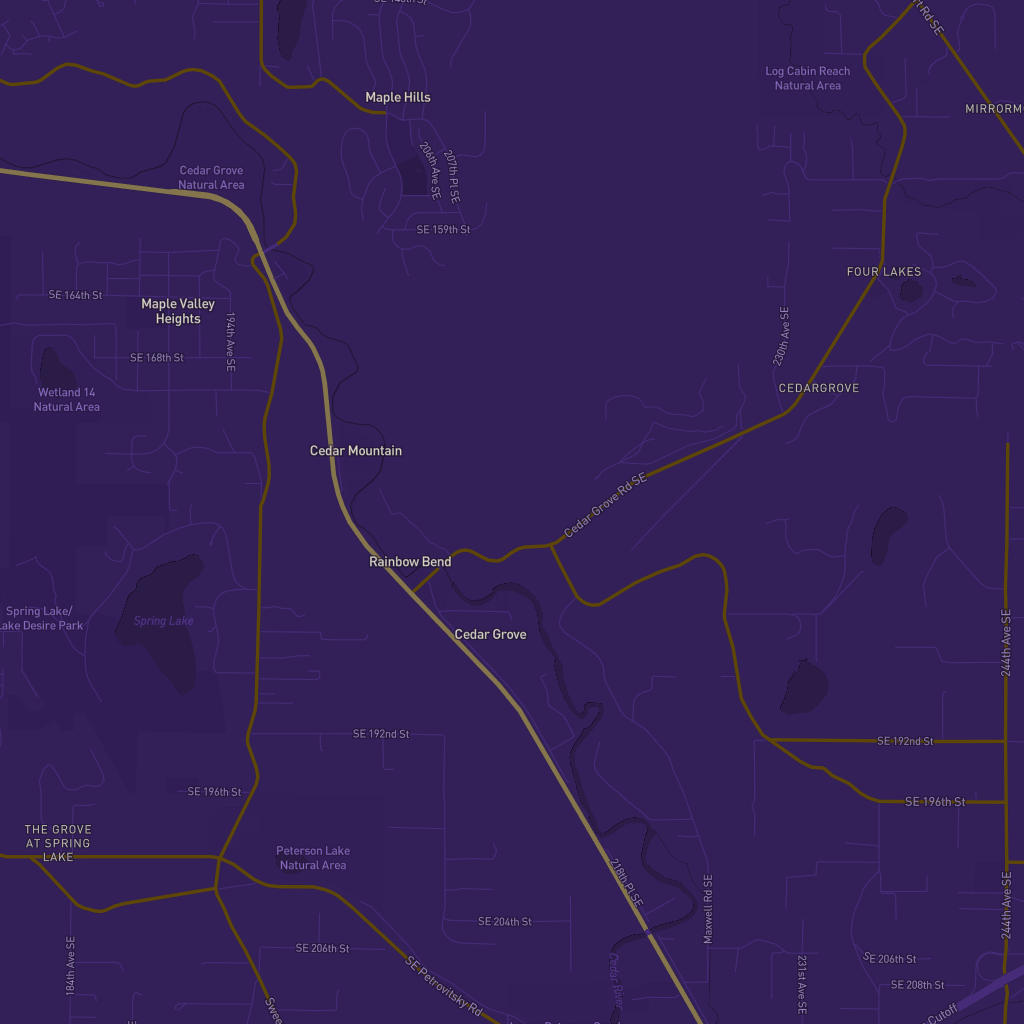 Maple Hills
Log Cabin Reach
Natural Area
206th Ave SE
207th Pl SE
Cedar Grove
Natural Area
SE 159th St
FOUR LAKES
SE 164th St
Maple Valley
Heights
194th Ave SE
230th Ave SE
SE 168th St
CEDARGROVE
Wetland 14
Natural Area
Cedar Mountain
Cedar Grove Rd SE
Rainbow Bend
Spring Lake/
Lake Desire Park
Spring Lake
Cedar Grove
244th Ave SE
SE 192nd St
SE 192nd St
SE 196th St
SE 196th St
THE GROVE
AT SPRING
LAKE
Peterson Lake
Natural Area
218th Pl SE
Maxwell Rd SE
244th Ave SE
SE 204th St
184th Ave SE
SE 206th St
SE 206th St
SE Petrovitsky Rd
Cedar River
231st Ave SE
SE 208th St
Cutoff